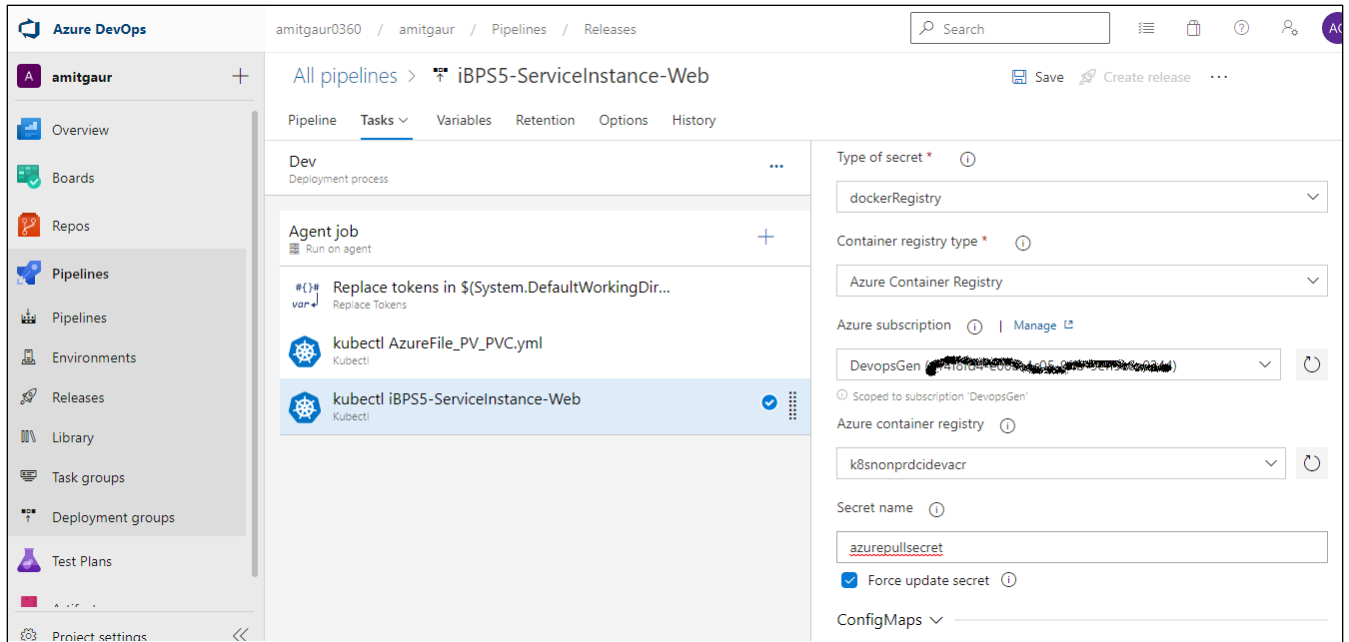 Azure DevOps
amitgaur0360 / amitgaur / Pipelines / Releases
Search
A amitgaur
All pipelines > iBPS5-ServiceInstance-Web
Save Create release ...
Pipeline Tasks Variables Retention Options History
Overview
Boards
Repos
Pipelines
Pipelines
Environments
Releases
Library
Task groups
Deployment groups
Test Plans
Project settings
Dev
Deployment process
Agent job
Run on agent
#{}#
var
Replace tokens in $(System.DefaultWorkingDir...
Replace Tokens
kubectl AzureFile_PV_PVC.yml
Kubectl
kubectl iBPS5-ServiceInstance-Web
Kubectl
Type of secret *
dockerRegistry
Container registry type *
Azure Container Registry
Azure subscription | Manage
DevopsGen (
Scoped to subscription 'DevopsGen'
Azure container registry
k8snonprdcidevacr
Secret name
azurepullsecret
Force update secret
ConfigMaps